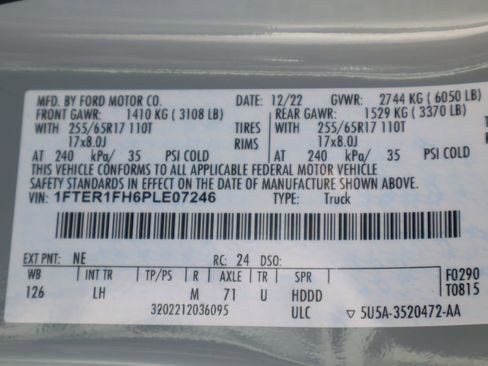 MFD. BY FORD MOTOR CO. DATE: 12/22 GVWR: 2744 KG ( 6050 LB)
FRONT GAWR: 1410 KG ( 3108 LB) REAR GAWR: 1529 KG ( 3370 LB)
WITH 255/65R17 110T TIRES WITH 255/65R17 110T
17x8.0J RIMS 17x8.0J
AT 240 kPa/ 35 PSI COLD AT 240 kPa/ 35 PSI COLD
THIS VEHICLE CONFORMS TO ALL APPLICABLE FEDERAL MOTOR VEHICLE
SAFETY STANDARDS IN EFFECT ON THE DATE OF MANUFACTURE SHOWN ABOVE.
VIN: 1FTER1FH6PLE07246 TYPE: Truck
EXT PNT: NE RC: 24 DSO:
WB INT TR TP/PS R AXLE TR SPR F0290
126 LH M 71 U HDDD T0815
3202212036095 ULC ▽ 5U5A-3520472-AA